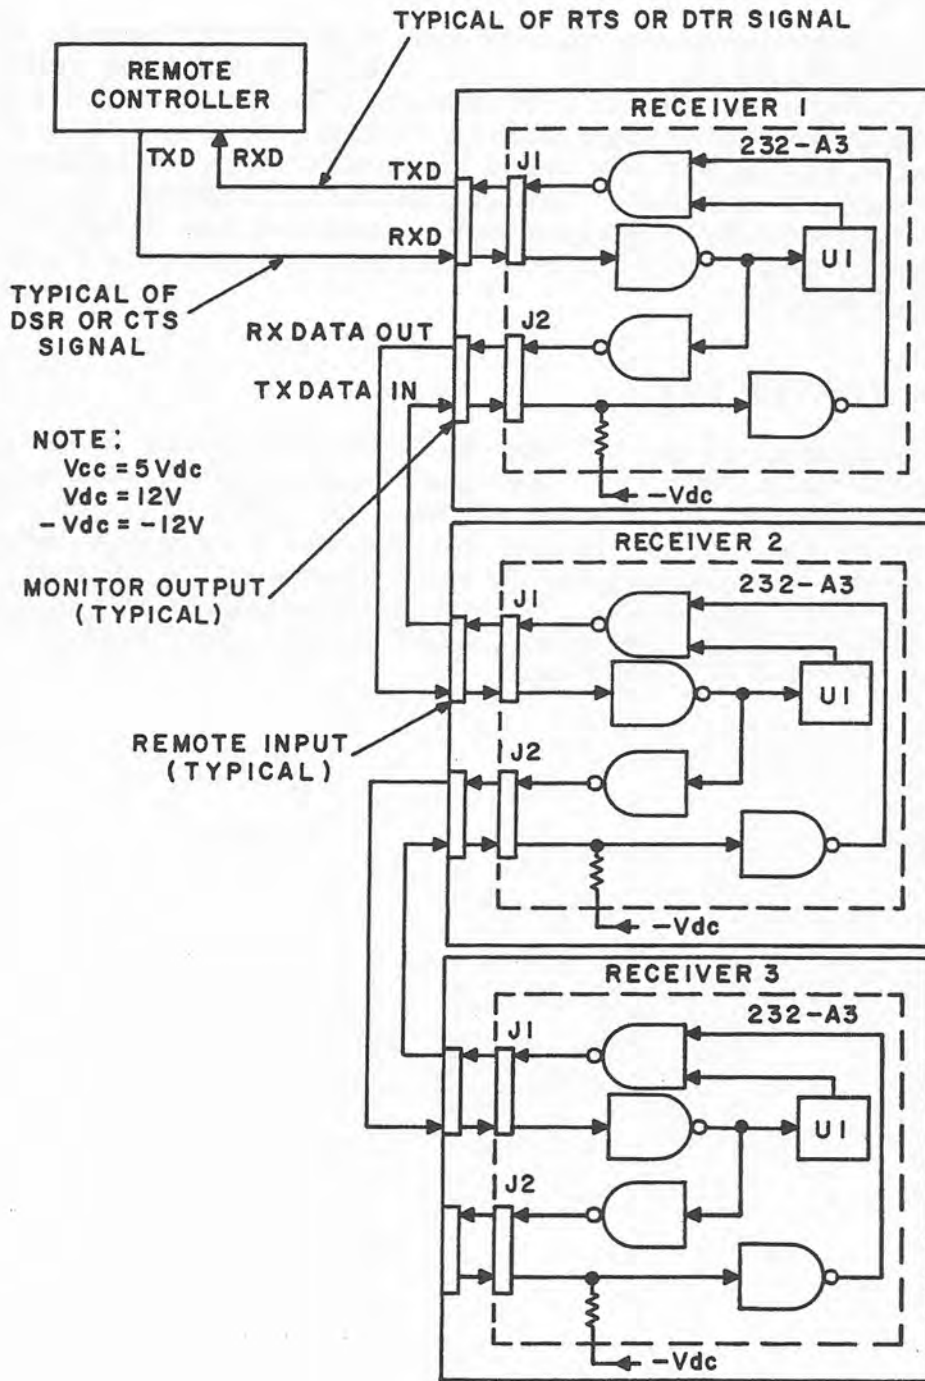 TYPICAL OF RTS OR DTR SIGNAL
REMOTE
CONTROLLER
TXD RXD
TXD
RXD
TYPICAL OF
DSR OR CTS
SIGNAL
RX DATA OUT
TX DATA IN
NOTE:
Vcc = 5 Vdc
Vdc = 12V
-Vdc = -12V
MONITOR OUTPUT
(TYPICAL)
REMOTE INPUT
(TYPICAL)
RECEIVER 1
232-A3
J1
U1
J2
-Vdc
RECEIVER 2
232-A3
J1
U1
J2
-Vdc
RECEIVER 3
232-A3
J1
U1
J2
-Vdc